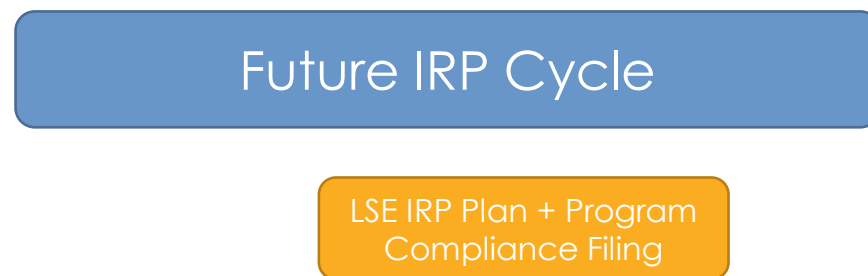 Future IRP Cycle
LSE IRP Plan + Program
Compliance Filing